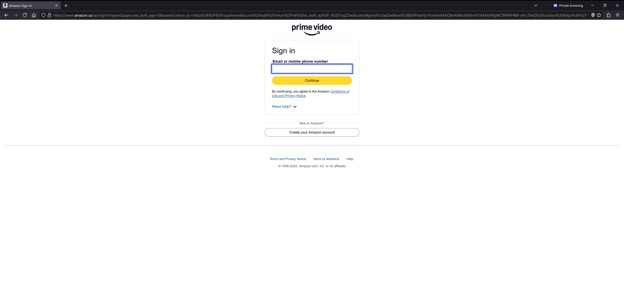 Amazon Sign-In
Private Browsing
prime video
Sign in
Email or mobile phone number
Continue
By continuing, you agree to the Amazon Conditions of
Use and Privacy Notice.
Need help?
New to Amazon?
Create your Amazon account
Terms and Privacy Notice Send us feedback Help
© 1996-2025, Amazon.com, Inc. or its affiliates